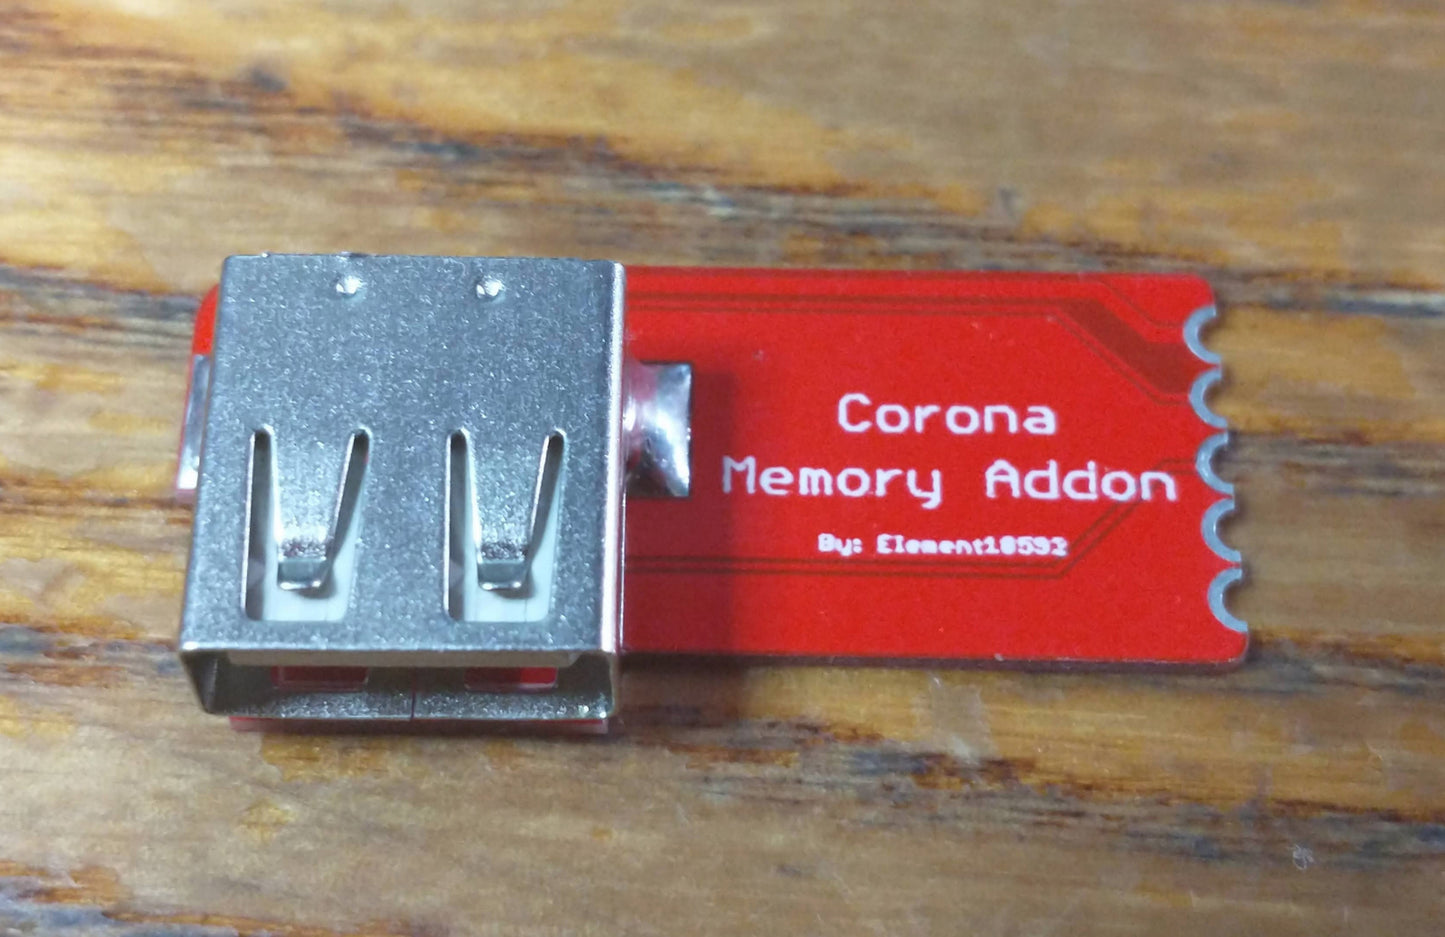 Corona
Memory Addon
By: Element18592